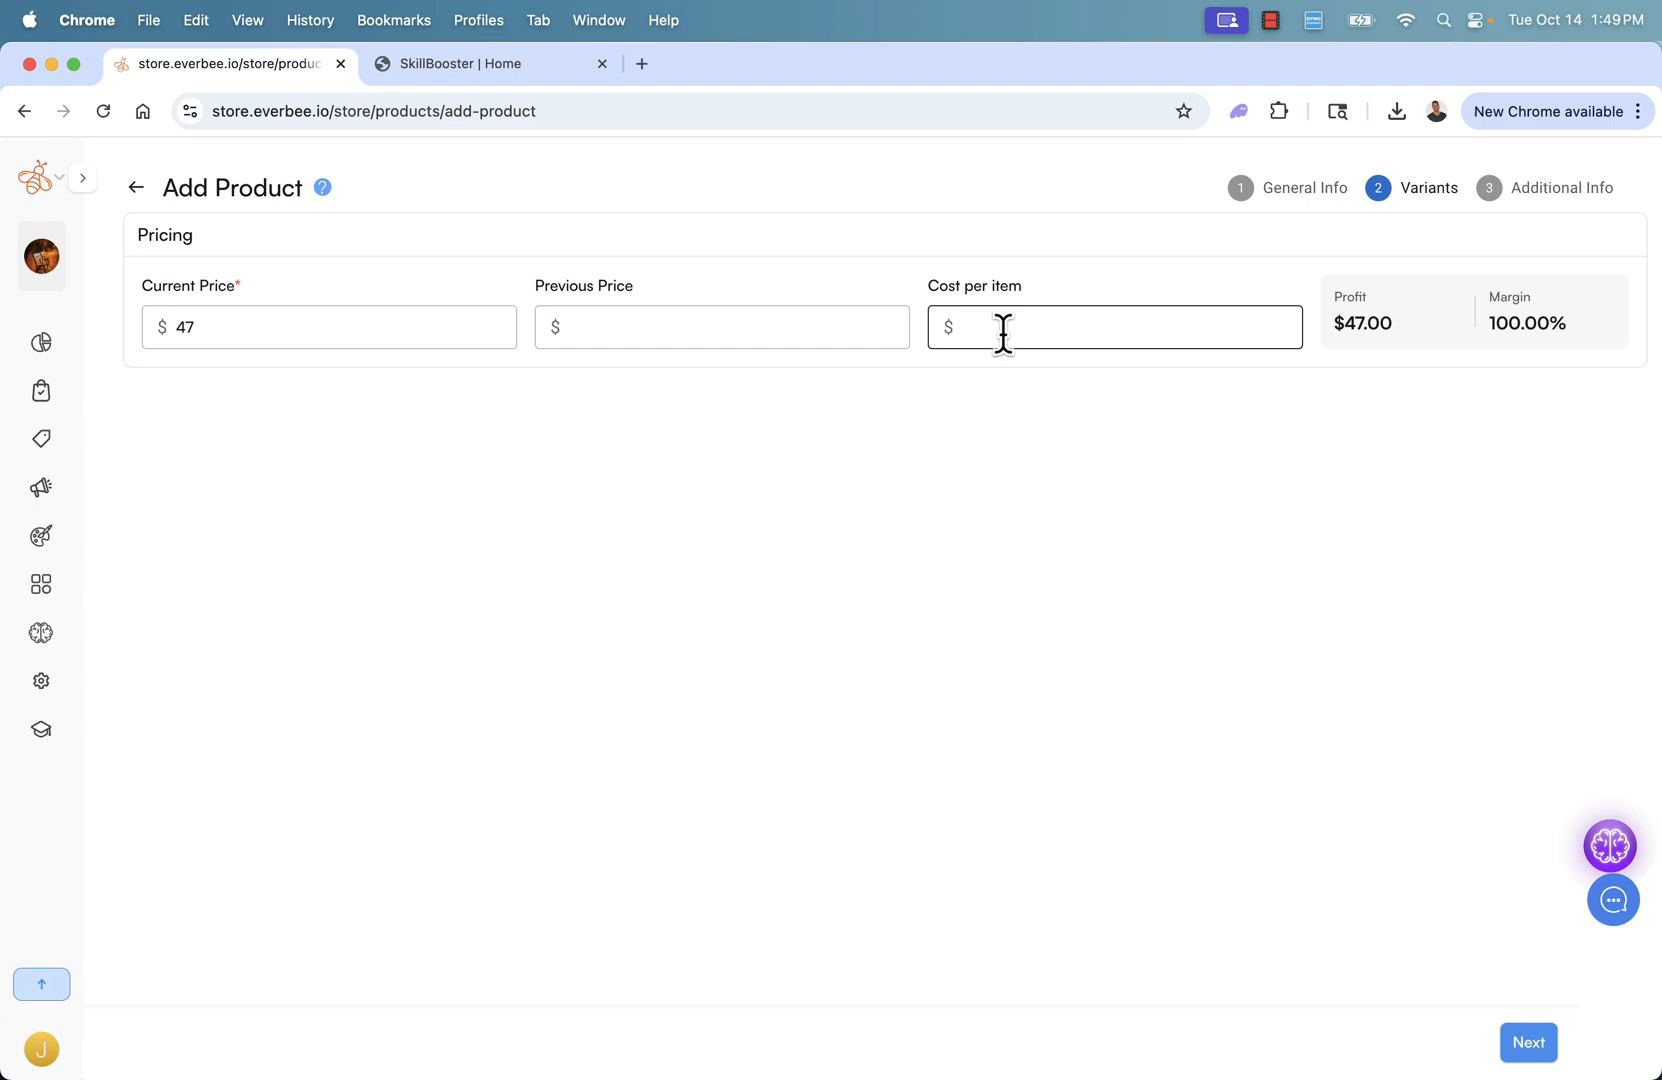 Chrome File Edit View History Bookmarks Profiles Tab Window Help Tue Oct 14 1:49 PM
store.everbee.io/store/produc SkillBooster | Home
store.everbee.io/store/products/add-product New Chrome available
Add Product ? 1 General Info 2 Variants 3 Additional Info
Pricing
Current Price* Previous Price Cost per item
$ 47 $ $
Profit Margin
$47.00 100.00%
J
Next